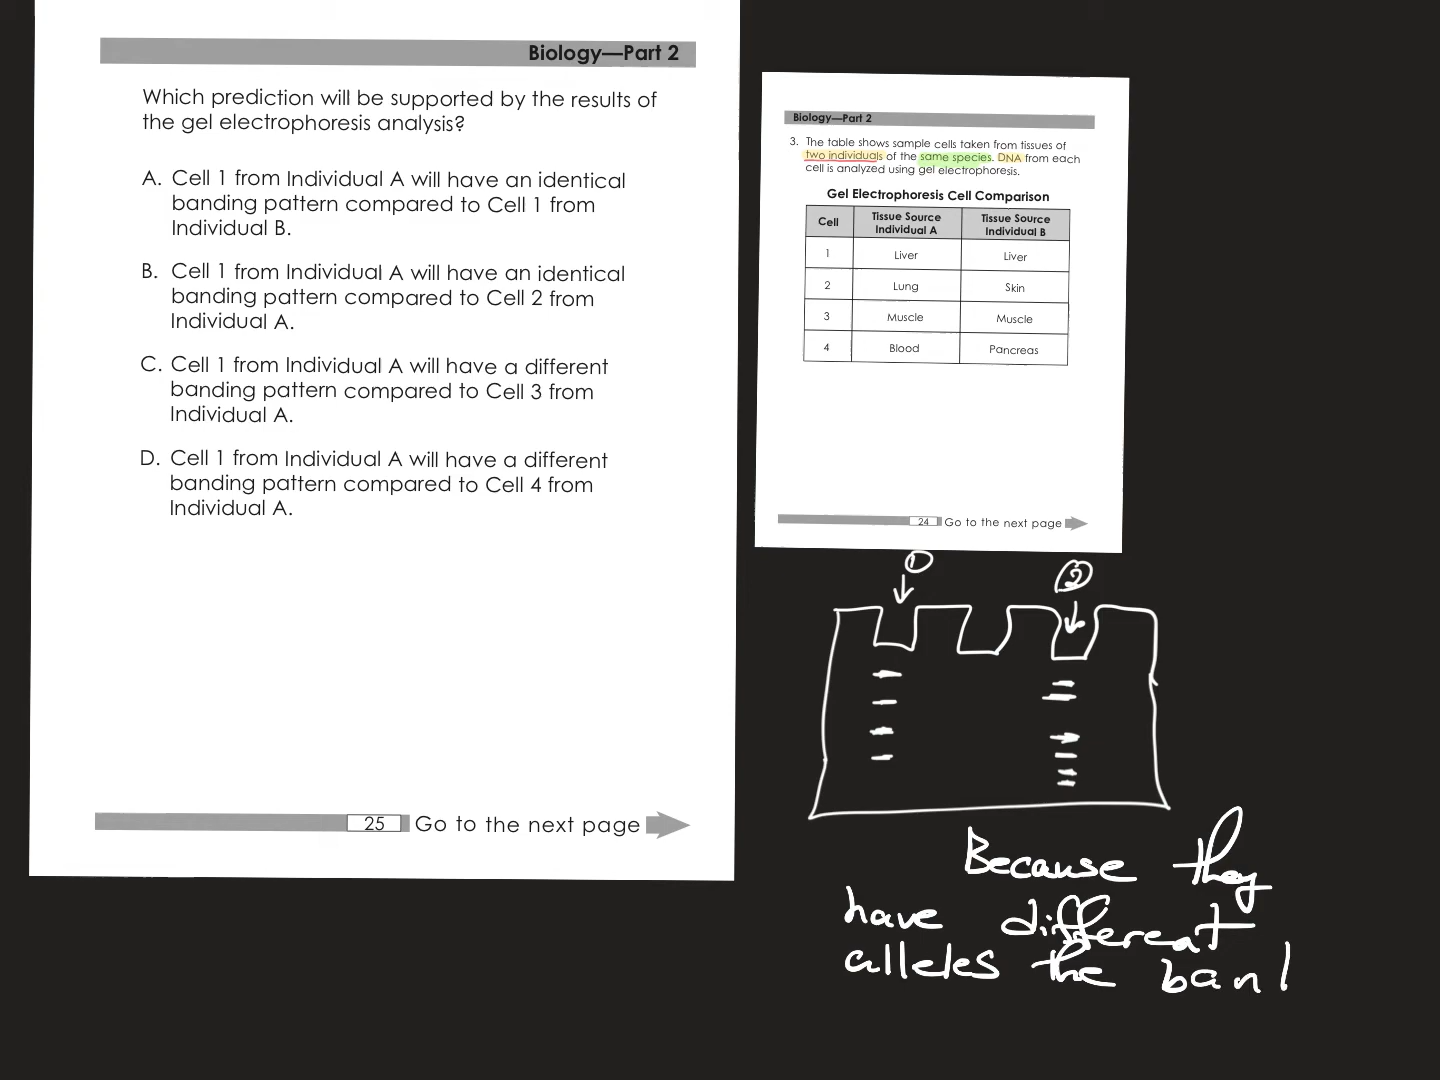 Biology—Part 2
Which prediction will be supported by the results of
the gel electrophoresis analysis?
A. Cell 1 from Individual A will have an identical
banding pattern compared to Cell 1 from
Individual B.
B. Cell 1 from Individual A will have an identical
banding pattern compared to Cell 2 from
Individual A.
C. Cell 1 from Individual A will have a different
banding pattern compared to Cell 3 from
Individual A.
D. Cell 1 from Individual A will have a different
banding pattern compared to Cell 4 from
Individual A.
25 Go to the next page
Biology—Part 2
3. The table shows sample cells taken from tissues of
two individuals of the same species. DNA from each
cell is analyzed using gel electrophoresis.
Gel Electrophoresis Cell Comparison
Cell Tissue Source Individual A Tissue Source Individual B
1 Liver Liver
2 Lung Skin
3 Muscle Muscle
4 Blood Pancreas
24 Go to the next page
1 2
Because they
have different
alleles the ban